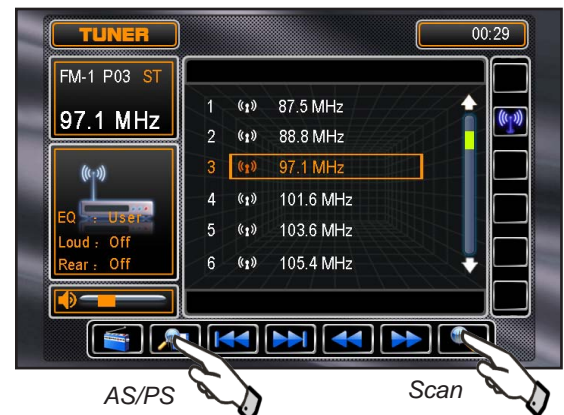 TUNER
00:29
FM-1 P03 ST
97.1 MHz
1 87.5 MHz
2 88.8 MHz
3 97.1 MHz
4 101.6 MHz
5 103.6 MHz
6 105.4 MHz
EQ : User
Loud : Off
Rear : Off
AS/PS
Scan